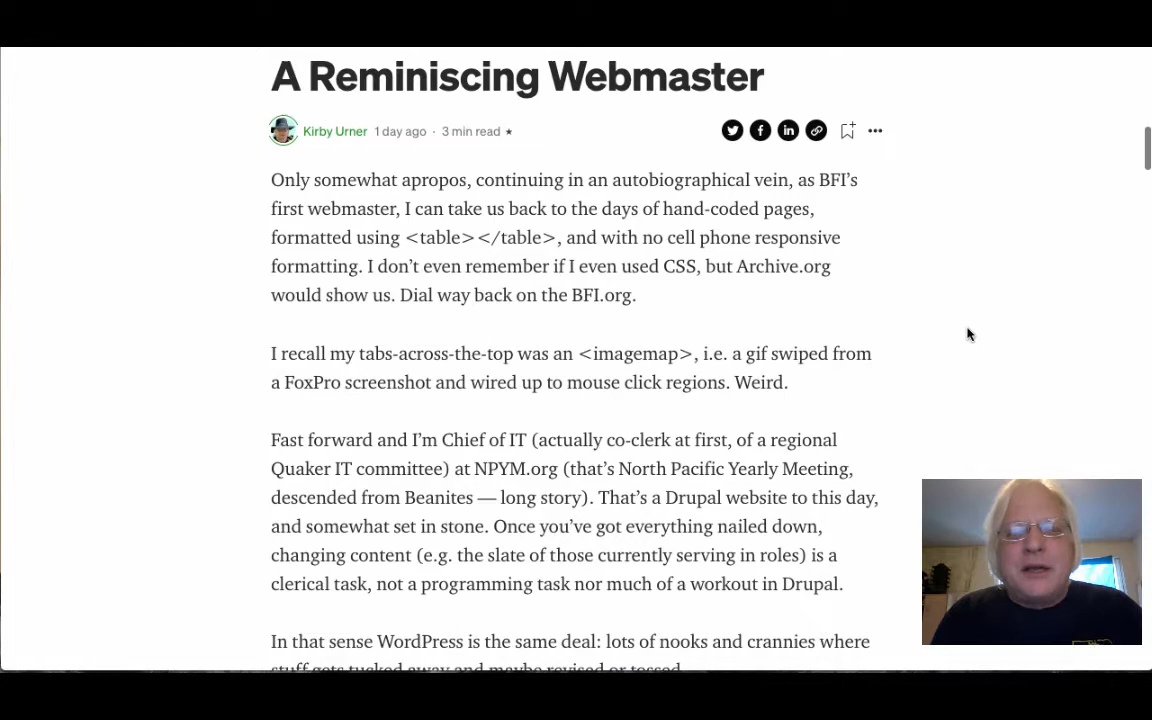 A Reminiscing Webmaster
Kirby Urner 1 day ago · 3 min read ★
Only somewhat apropos, continuing in an autobiographical vein, as BFI’s
first webmaster, I can take us back to the days of hand-coded pages,
formatted using <table></table>, and with no cell phone responsive
formatting. I don’t even remember if I even used CSS, but Archive.org
would show us. Dial way back on the BFI.org.
I recall my tabs-across-the-top was an <imagemap>, i.e. a gif swiped from
a FoxPro screenshot and wired up to mouse click regions. Weird.
Fast forward and I’m Chief of IT (actually co-clerk at first, of a regional
Quaker IT committee) at NPYM.org (that’s North Pacific Yearly Meeting,
descended from Beanites — long story). That’s a Drupal website to this day,
and somewhat set in stone. Once you’ve got everything nailed down,
changing content (e.g. the slate of those currently serving in roles) is a
clerical task, not a programming task nor much of a workout in Drupal.
In that sense WordPress is the same deal: lots of nooks and crannies where
stuff gets tucked away and maybe revised or tossed.